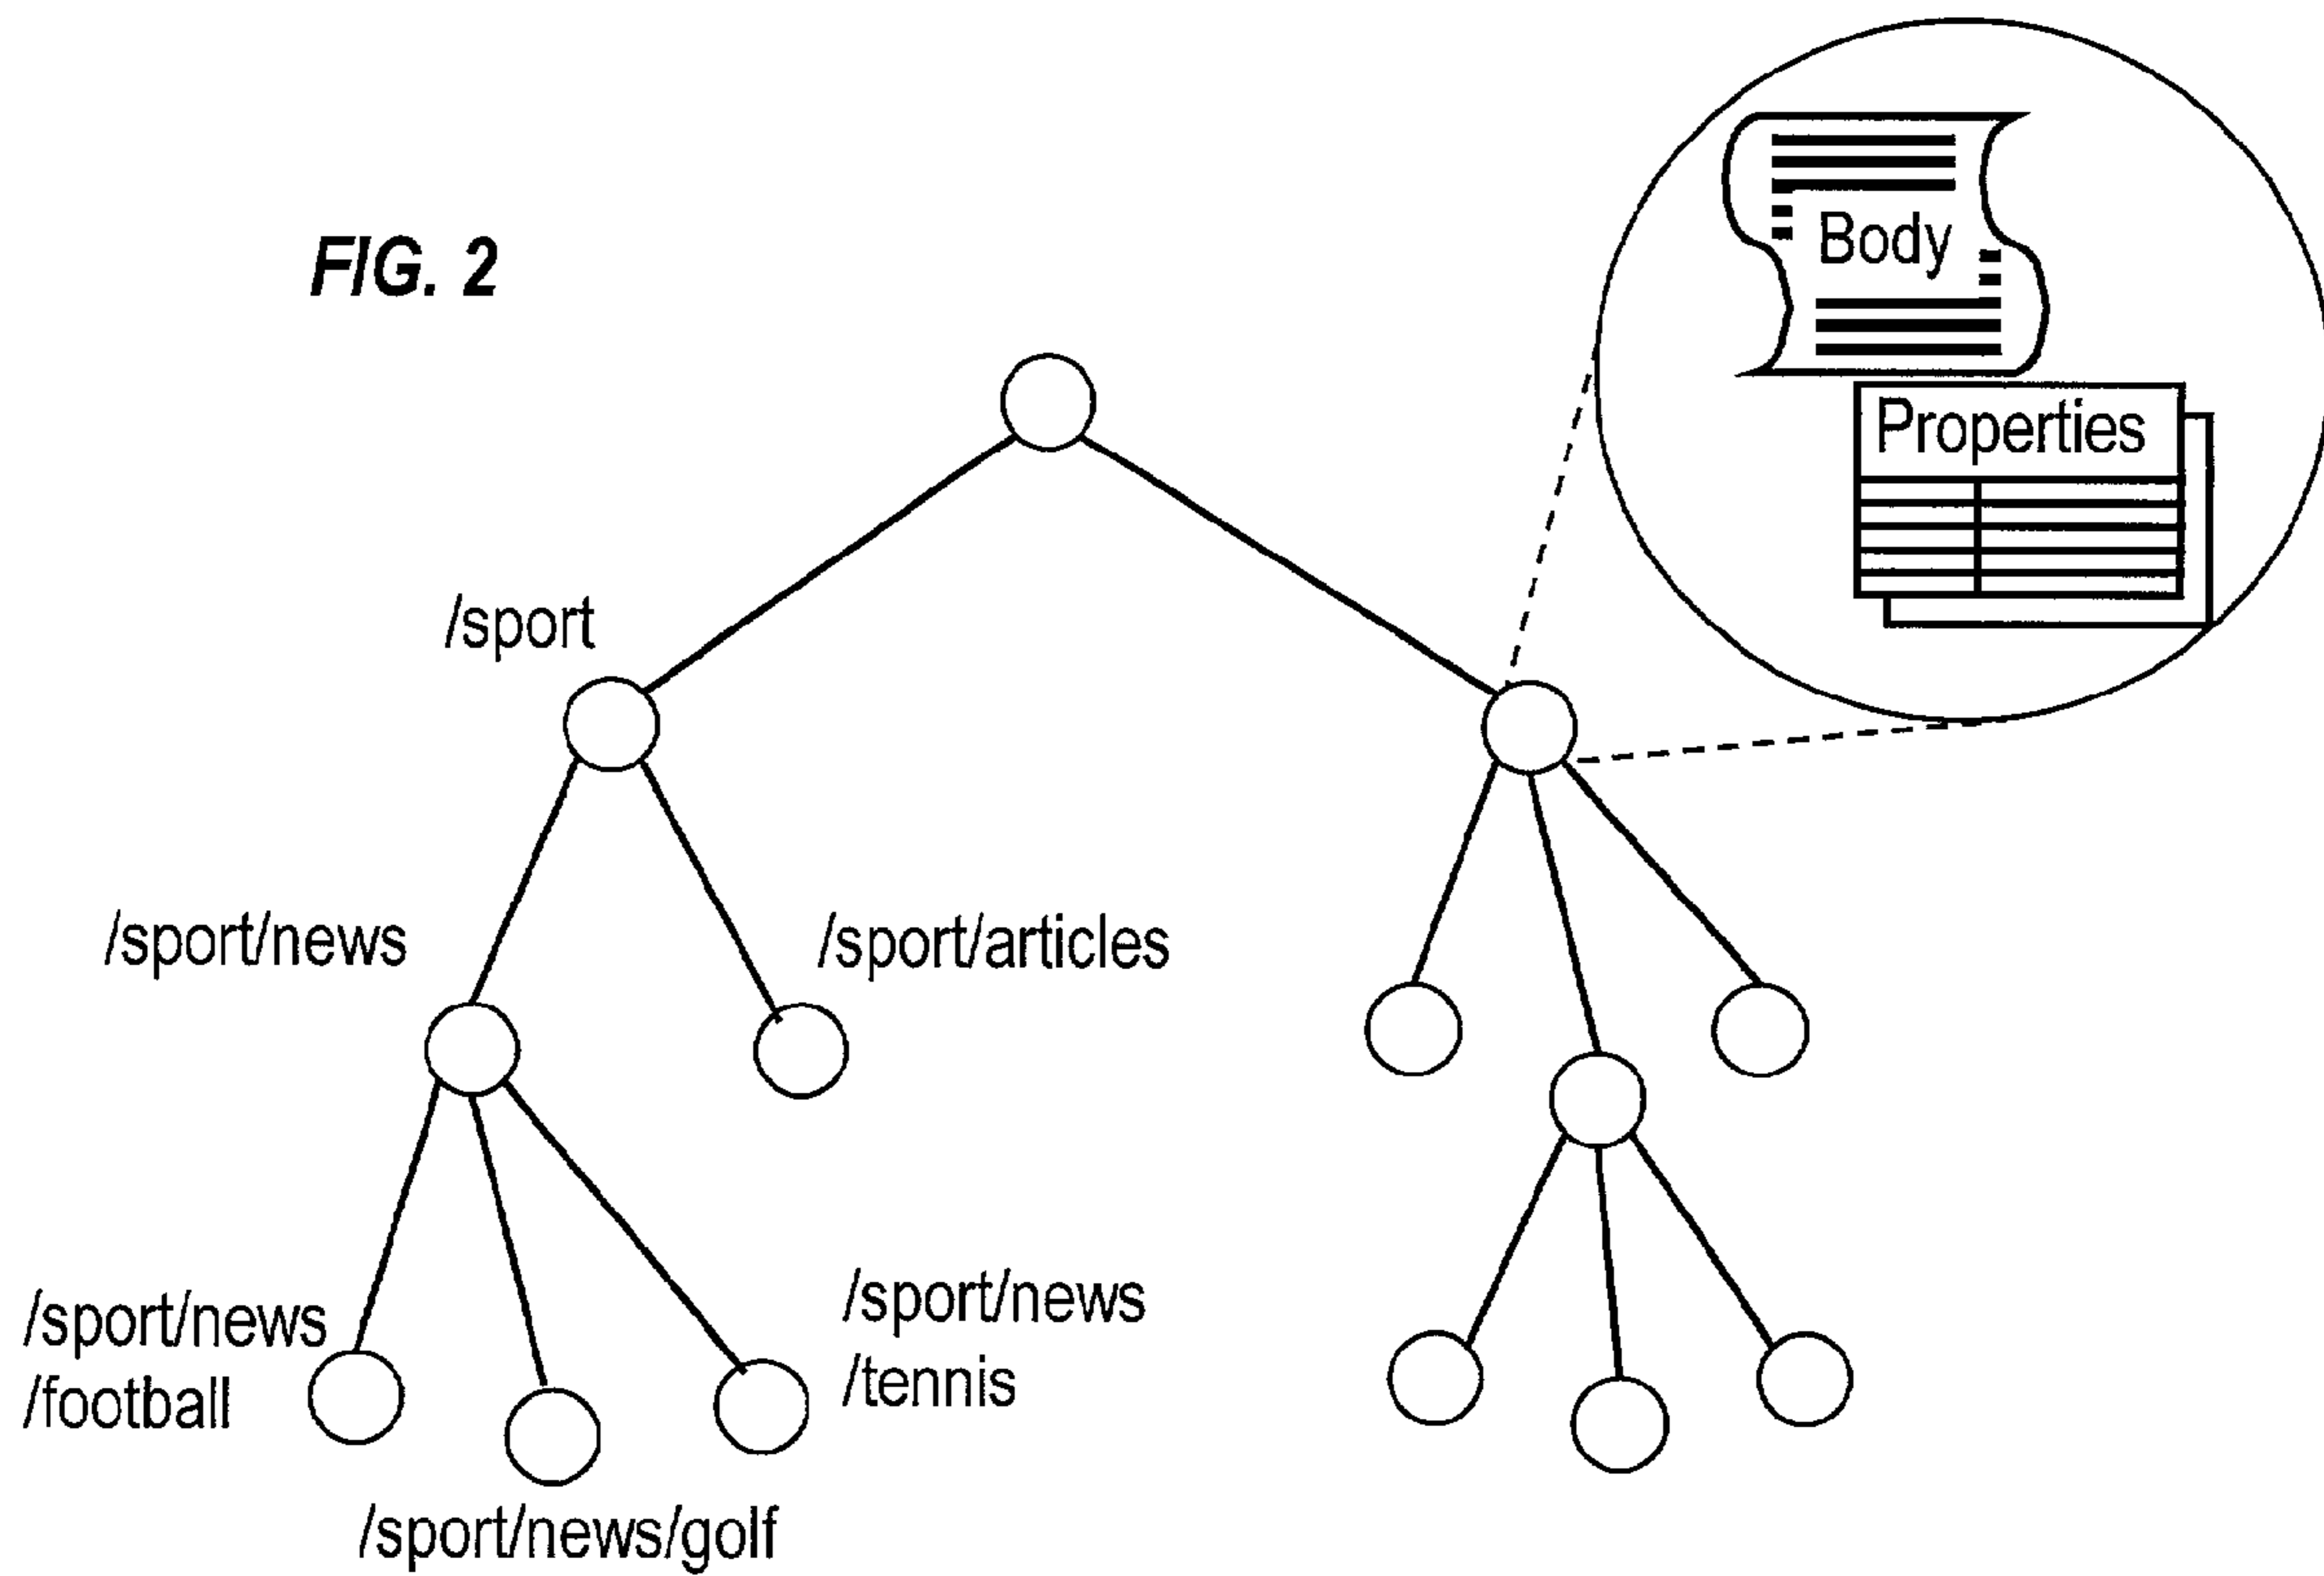 FIG. 2
Body
Properties
/sport
/sport/news
/sport/articles
/sport/news
/football
/sport/news
/tennis
/sport/news/golf